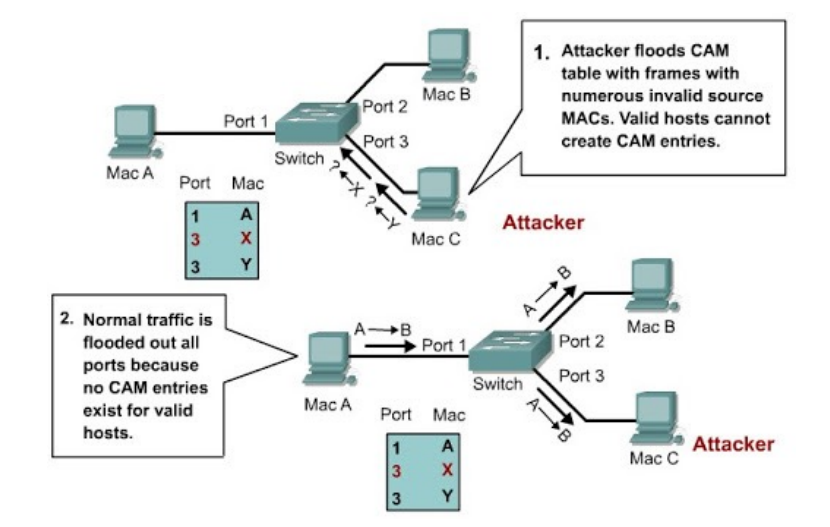 1. Attacker floods CAM
table with frames with
numerous invalid source
MACs. Valid hosts cannot
create CAM entries.
Mac B
Port 2
Port 1
Port 3
Switch
Mac A
?←X ?←Y
Mac C
Attacker
Port Mac
1 A
3 X
3 Y
2. Normal traffic is
flooded out all
ports because
no CAM entries
exist for valid
hosts.
A→B
Port 1
A→B
Mac B
Port 2
Switch
Port 3
A→B
Mac A
Mac C
Attacker
Port Mac
1 A
3 X
3 Y